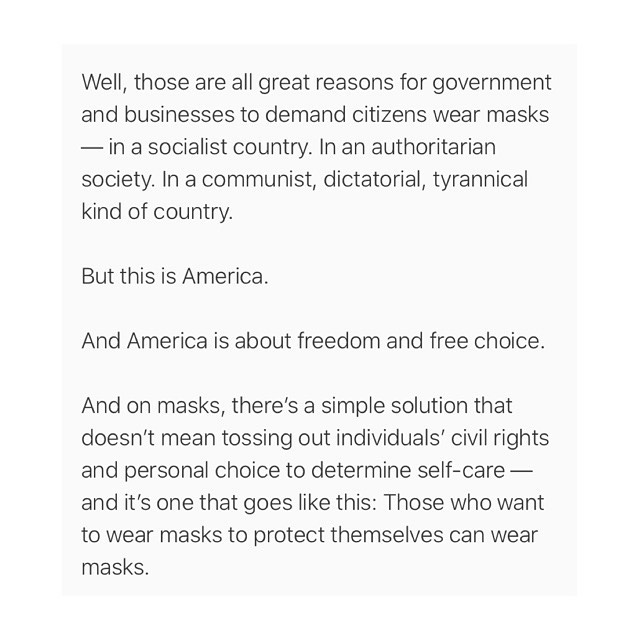 Well, those are all great reasons for government
and businesses to demand citizens wear masks
— in a socialist country. In an authoritarian
society. In a communist, dictatorial, tyrannical
kind of country.
But this is America.
And America is about freedom and free choice.
And on masks, there’s a simple solution that
doesn’t mean tossing out individuals’ civil rights
and personal choice to determine self-care —
and it’s one that goes like this: Those who want
to wear masks to protect themselves can wear
masks.